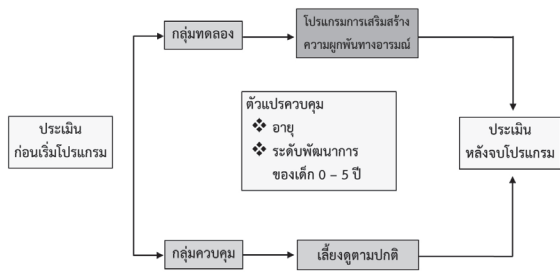 ประเมิน
ก่อนเริ่มโปรแกรม
กลุ่มทดลอง
โปรแกรมการเสริมสร้าง
ความผูกพันทางอารมณ์
ตัวแปรควบคุม
❖ อายุ
❖ ระดับพัฒนาการ
ของเด็ก 0 – 5 ปี
กลุ่มควบคุม
เลี้ยงดูตามปกติ
ประเมิน
หลังจบโปรแกรม